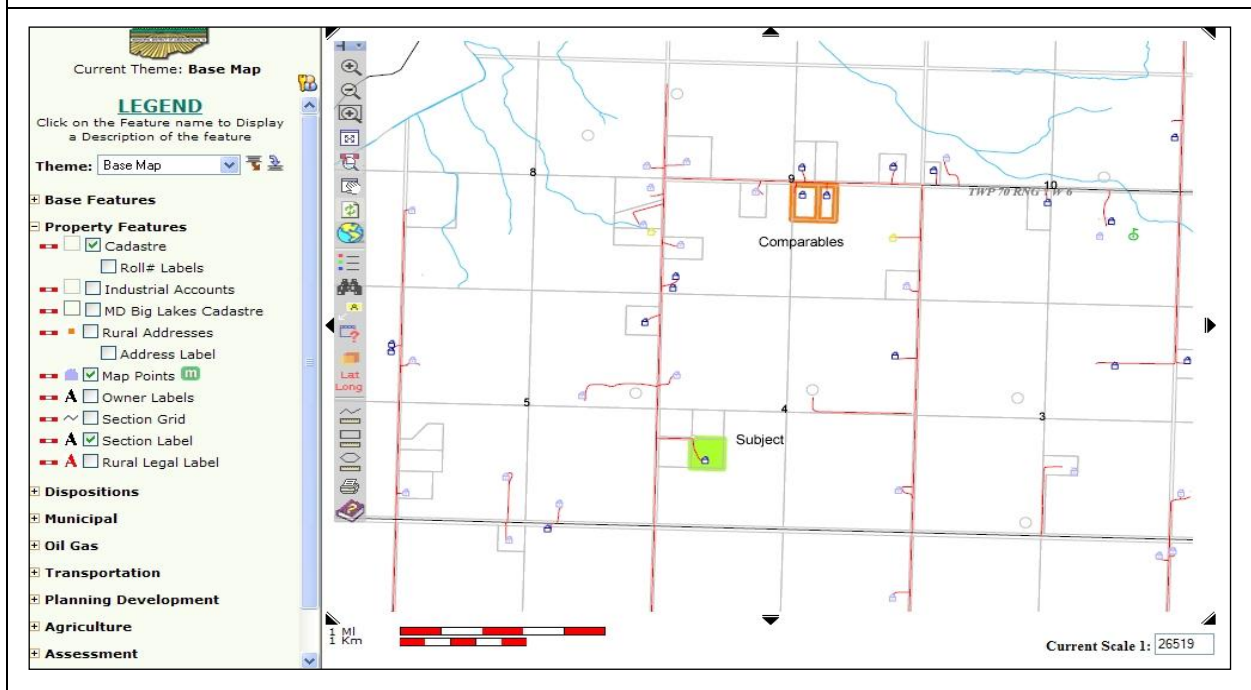 Current Theme: Base Map
LEGEND
Click on the Feature name to Display
a Description of the feature
Theme: Base Map
Base Features
Property Features
Cadastre
Roll# Labels
Industrial Accounts
MD Big Lakes Cadastre
Rural Addresses
Address Label
Map Points m
A Owner Labels
Section Grid
A Section Label
A Rural Legal Label
Dispositions
Municipal
Oil Gas
Transportation
Planning Development
Agriculture
Assessment
Lat
Long
8
9
10
TWP 70 RNG W 6
Comparables
5
4
3
Subject
1 Mi
1 Km
Current Scale 1: 26519